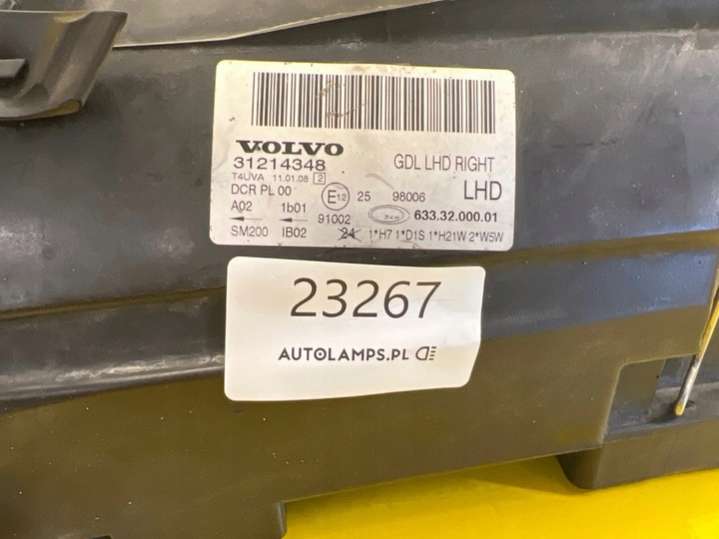 VOLVO
31214348 GDL LHD RIGHT
T4UVA 11.01.08 2
DCR PL 00 E12 25 98006 LHD
A02 1b01 91002 633.32.000.01
SM200 IB02 24 1*H7 1*D1S 1*H21W 2*W5W
23267
AUTOLAMPS.PL